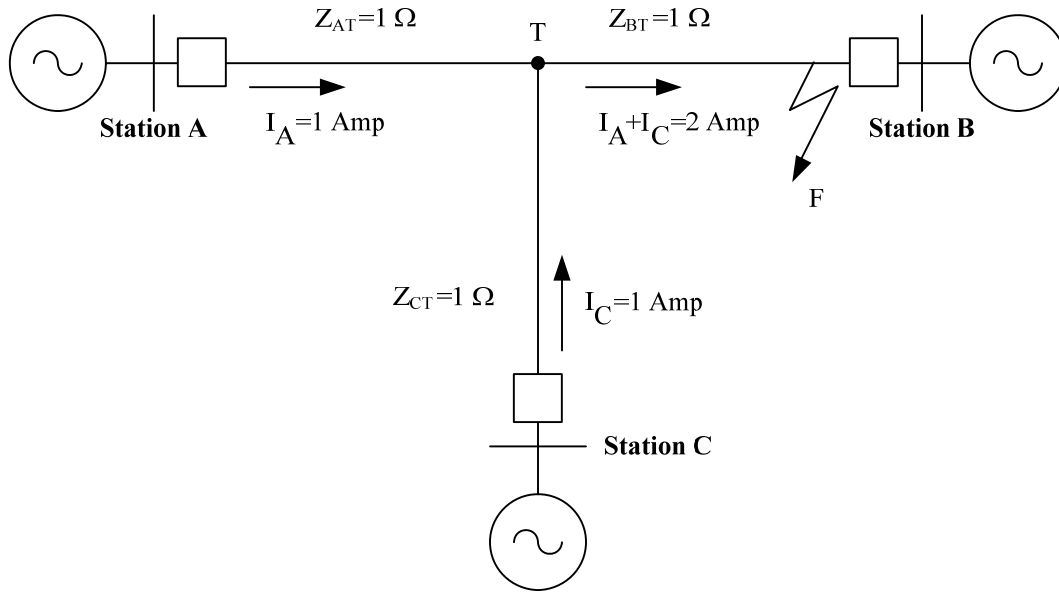 Z_AT=1 Ω
T
Z_BT=1 Ω
Station A
I_A=1 Amp
I_A+I_C=2 Amp
Station B
F
Z_CT=1 Ω
I_C=1 Amp
Station C